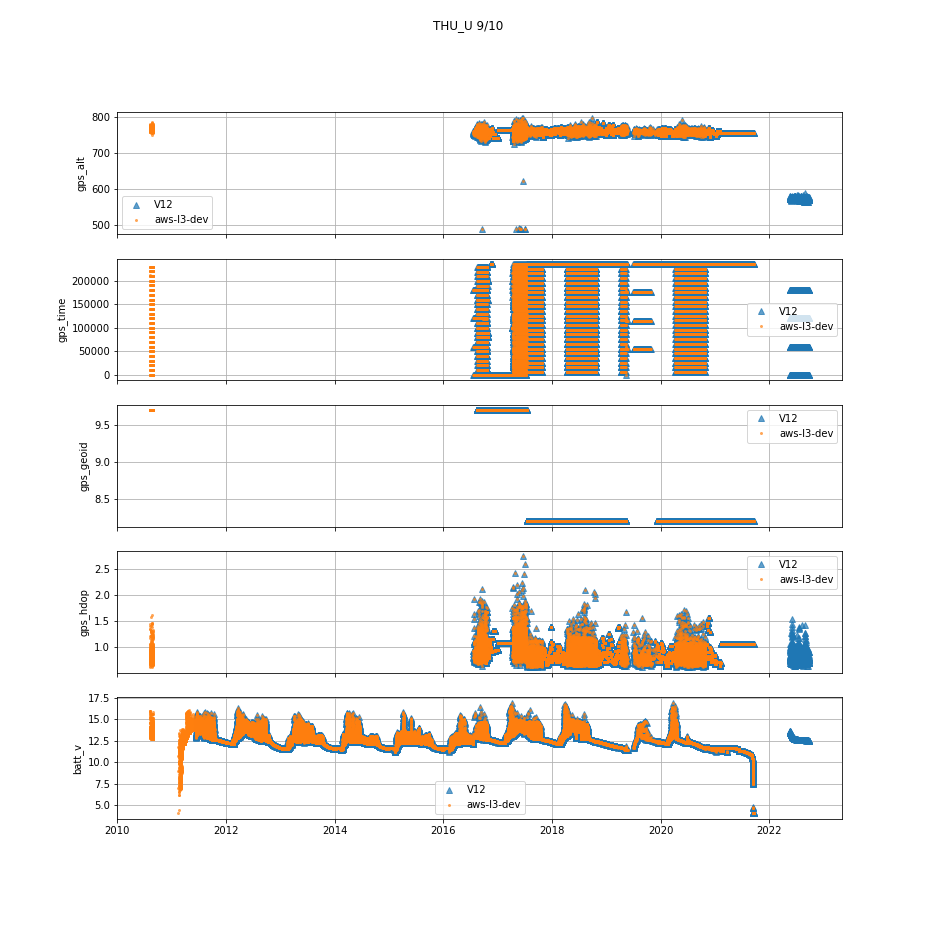 THU_U 9/10
800
700
600
500
gps_alt
V12
aws-l3-dev
200000
150000
100000
50000
0
gps_time
V12
aws-l3-dev
9.5
9.0
8.5
gps_geoid
V12
aws-l3-dev
2.5
2.0
1.5
1.0
gps_hdop
V12
aws-l3-dev
17.5
15.0
12.5
10.0
7.5
5.0
batt_v
V12
aws-l3-dev
2010 2012 2014 2016 2018 2020 2022